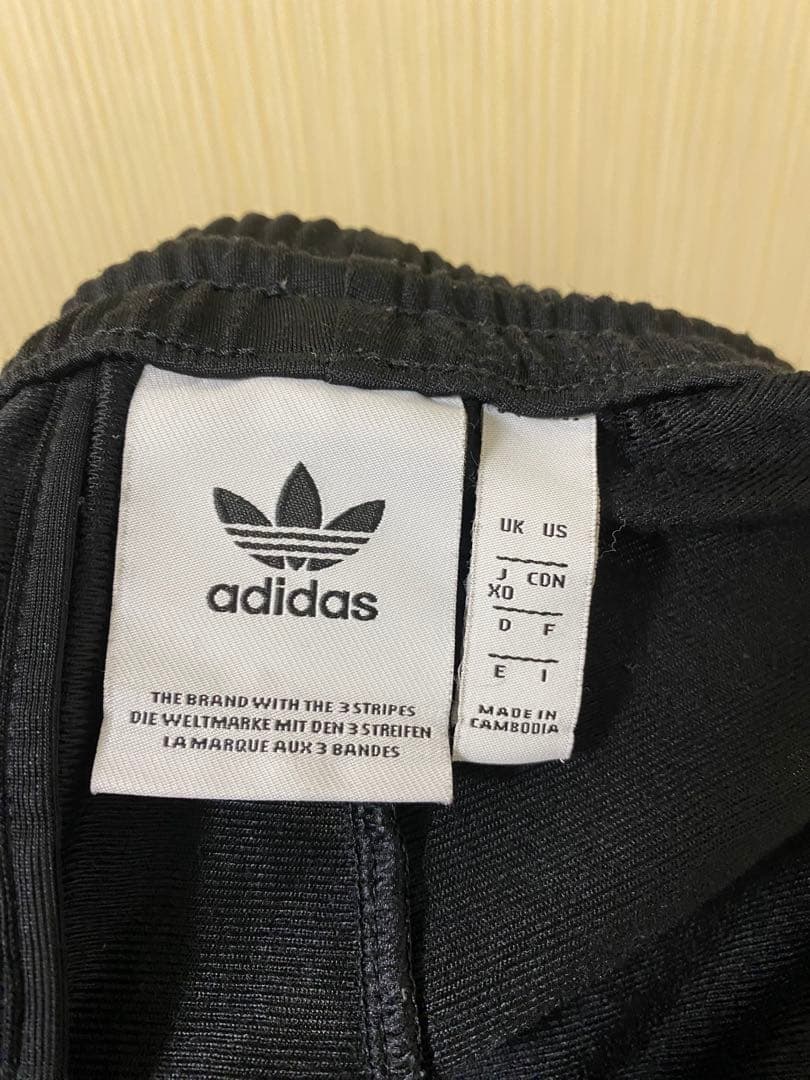 adidas
THE BRAND WITH THE 3 STRIPES
DIE WELTMARKE MIT DEN 3 STREIFEN
LA MARQUE AUX 3 BANDES
UK US
J CDN
XO
D F
E I
MADE IN
CAMBODIA